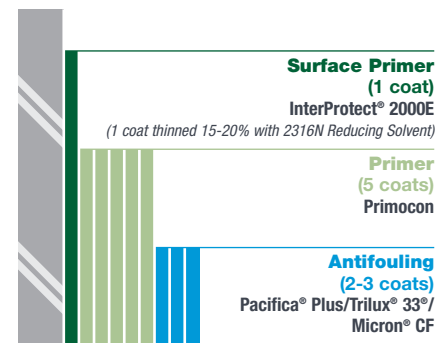 Surface Primer
(1 coat)
InterProtect® 2000E
(1 coat thinned 15-20% with 2316N Reducing Solvent)
Primer
(5 coats)
Primocon
Antifouling
(2-3 coats)
Pacifica® Plus/Trilux® 33®/
Micron® CF